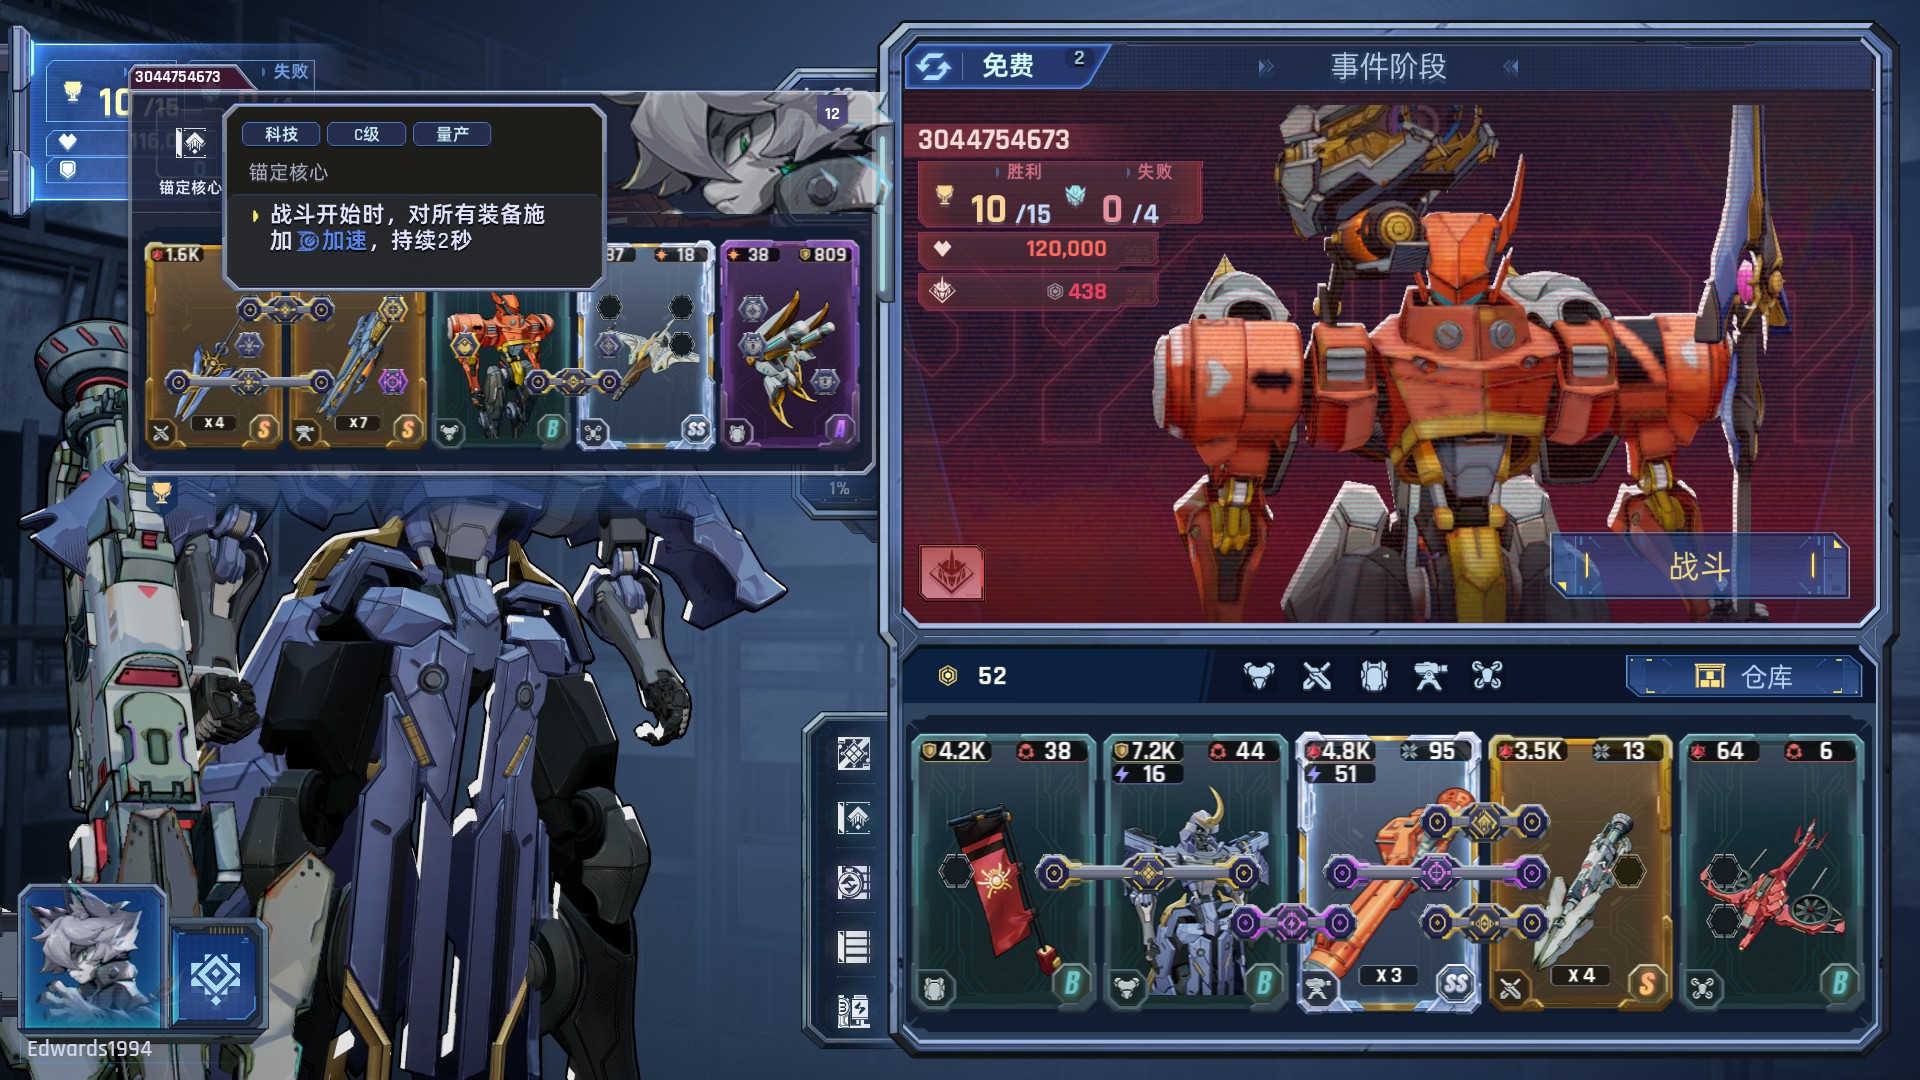 失败
10 /15
3044754673
12
科技
C级
量产
锚定核心
战斗开始时，对所有装备施
加加速，持续2秒
锚定核心
1.6K
37
18
38
809
X4
S
X7
S
B
SS
A
1%
免费
2
事件阶段
3044754673
胜利
失败
10 /15
0 /4
120,000
438
战斗
52
仓库
4.2K
38
7.2K
44
16
4.8K
95
51
3.5K
13
64
6
B
B
X3
SS
X4
S
B
Edwards1994